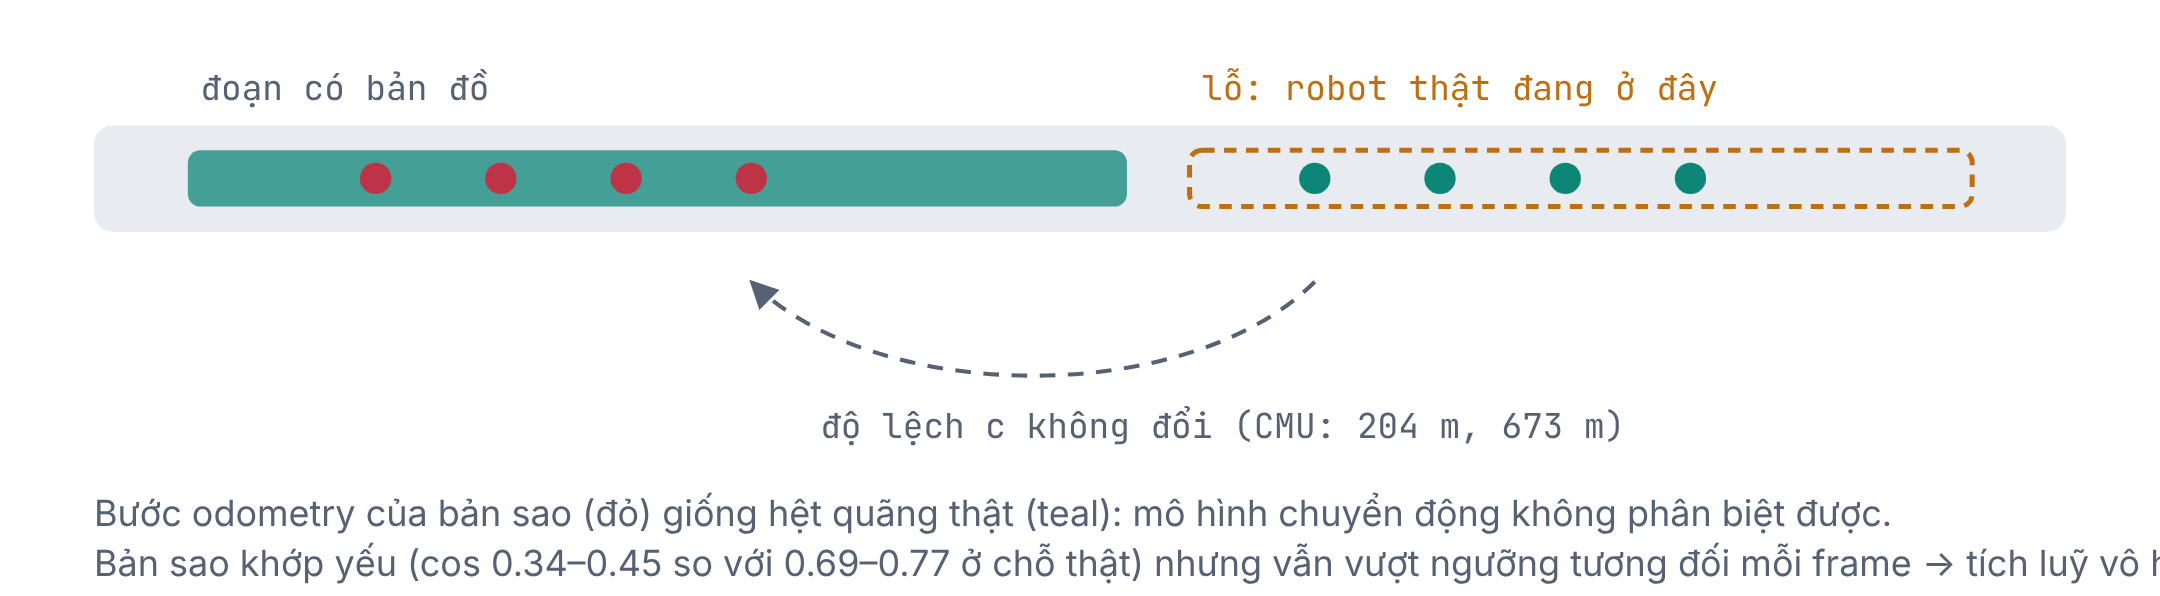 đoạn có bản đồ
lỗ: robot thật đang ở đây
độ lệch c không đổi (CMU: 204 m, 673 m)
Bước odometry của bản sao (đỏ) giống hệt quãng thật (teal): mô hình chuyển động không phân biệt được.
Bản sao khớp yếu (cos 0.34–0.45 so với 0.69–0.77 ở chỗ thật) nhưng vẫn vượt ngưỡng tương đối mỗi frame → tích luỹ vô